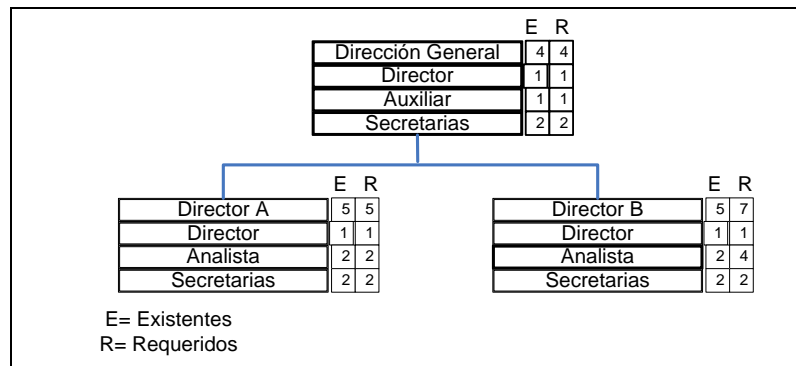 E R
Dirección General 4 4
Director 1 1
Auxiliar 1 1
Secretarias 2 2
E R
Director A 5 5
Director 1 1
Analista 2 2
Secretarias 2 2
E R
Director B 5 7
Director 1 1
Analista 2 4
Secretarias 2 2
E= Existentes
R= Requeridos